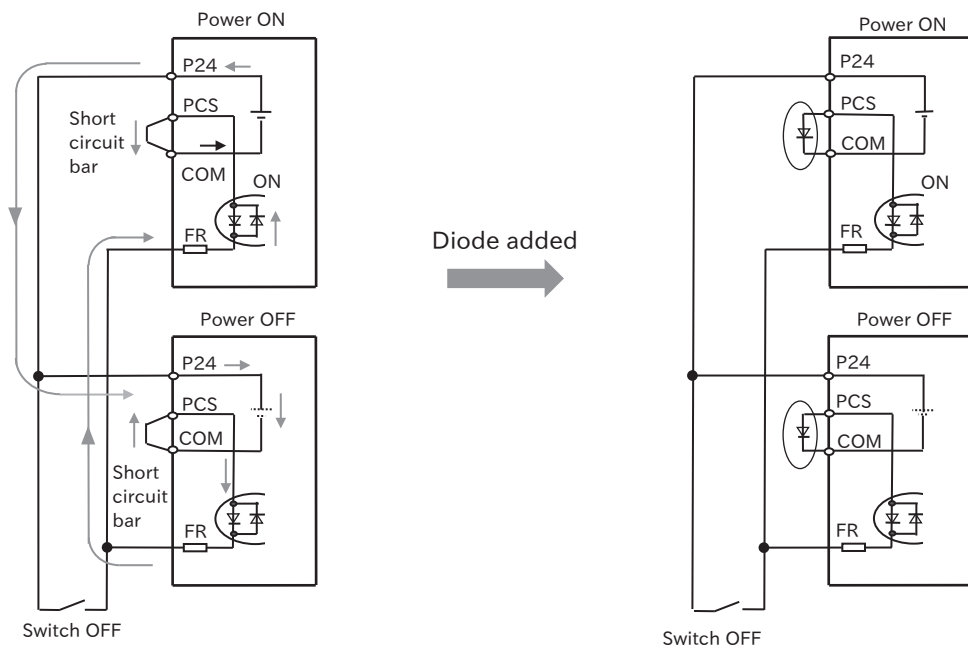 Power ON
P24
PCS
Short
circuit
bar
COM
ON
FR
Power OFF
P24
PCS
COM
Short
circuit
bar
FR
Switch OFF
Diode added
Power ON
P24
PCS
COM
ON
FR
Power OFF
P24
PCS
COM
FR
Switch OFF